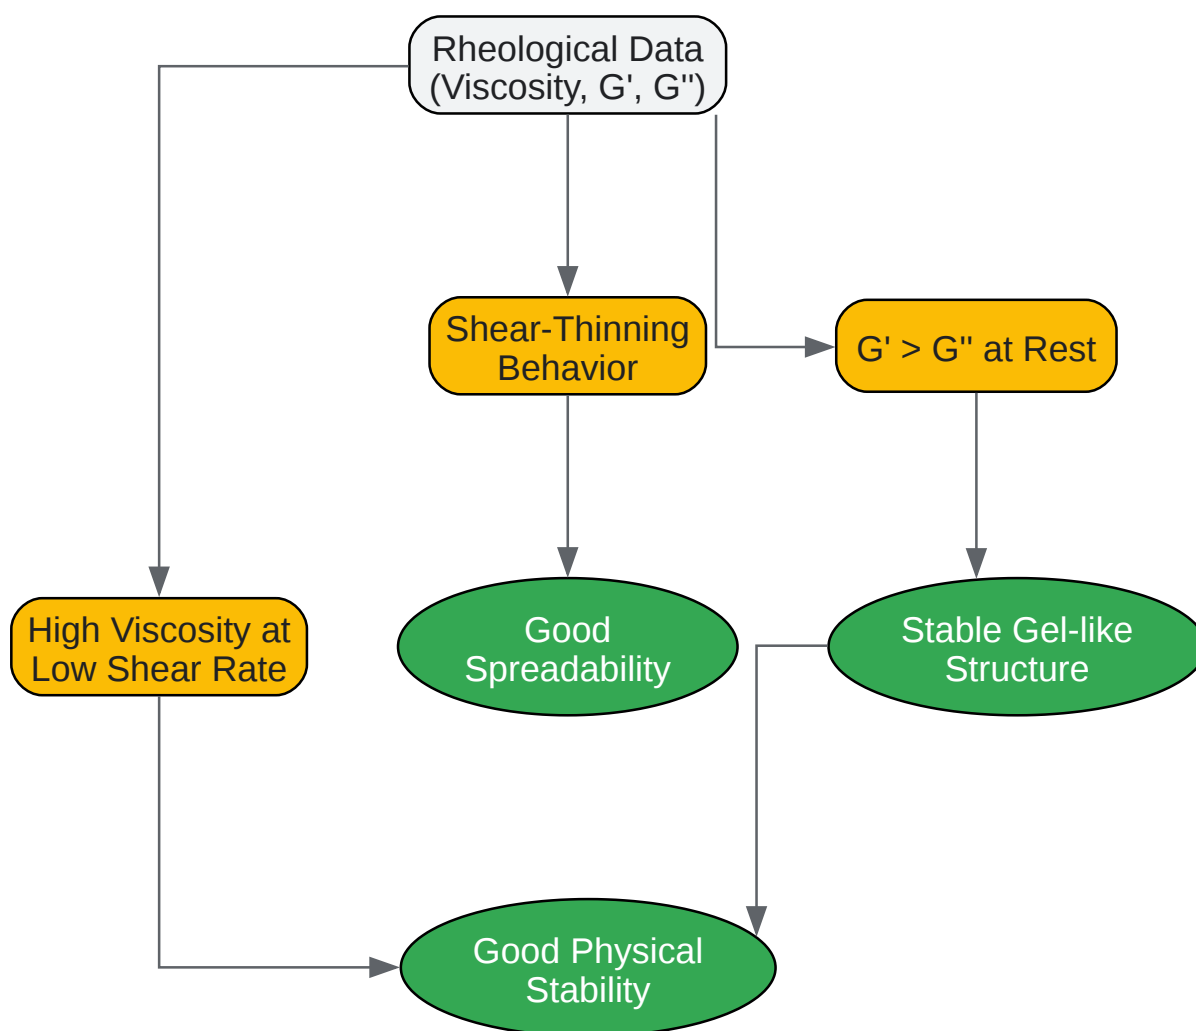 Rheological Data
(Viscosity, G', G'')
Shear-Thinning
Behavior
G' > G'' at Rest
High Viscosity at
Low Shear Rate
Good
Spreadability
Stable Gel-like
Structure
Good Physical
Stability